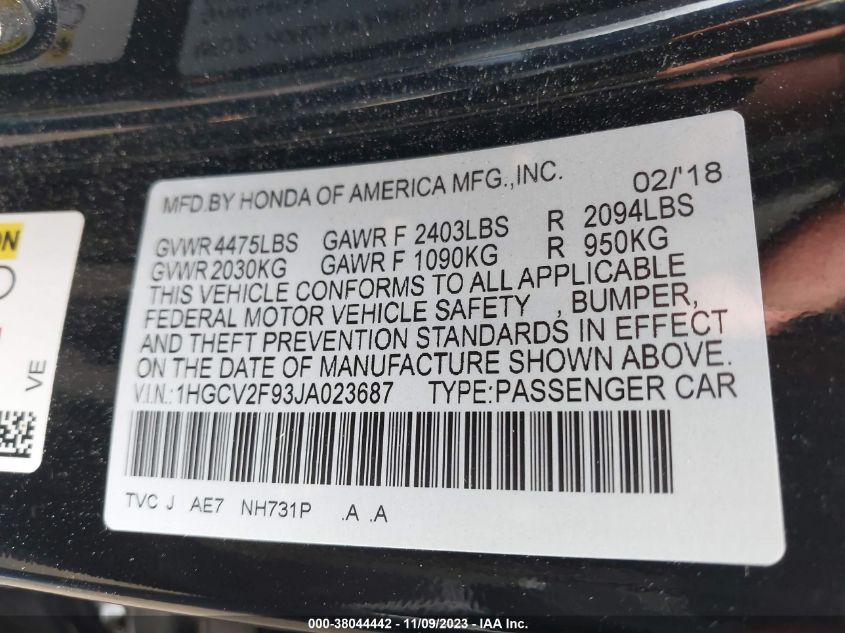 MFD.BY HONDA OF AMERICA MFG.,INC. 02/'18
GVWR 4475LBS GAWR F 2403LBS R 2094LBS
GVWR 2030KG GAWR F 1090KG R 950KG
THIS VEHICLE CONFORMS TO ALL APPLICABLE
FEDERAL MOTOR VEHICLE SAFETY , BUMPER,
AND THEFT PREVENTION STANDARDS IN EFFECT
ON THE DATE OF MANUFACTURE SHOWN ABOVE.
V.I.N.:1HGCV2F93JA023687 TYPE:PASSENGER CAR
TVC J AE7 NH731P .A .A
VE
000-38044442 - 11/09/2023 - IAA Inc.